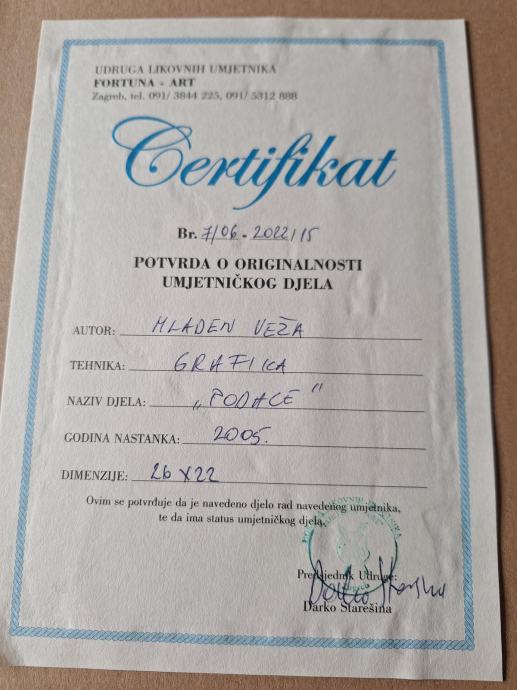 UDRUGA LIKOVNIH UMJETNIKA
FORTUNA - ART
Zagreb, tel. 091/ 3844 225, 091/ 5312 888
Certifikat
Br. 7/06 - 2022/15
POTVRDA O ORIGINALNOSTI
UMJETNIČKOG DJELA
AUTOR: MLADEN VEŽA
TEHNIKA: GRAFIKA
NAZIV DJELA: „PODACE"
GODINA NASTANKA: 2005.
DIMENZIJE: 26 x 22
Ovim se potvrđuje da je navedeno djelo rad navedenog umjetnika,
te da ima status umjetničkog djela.
Predsjednik Udruge:
Darko Starešina